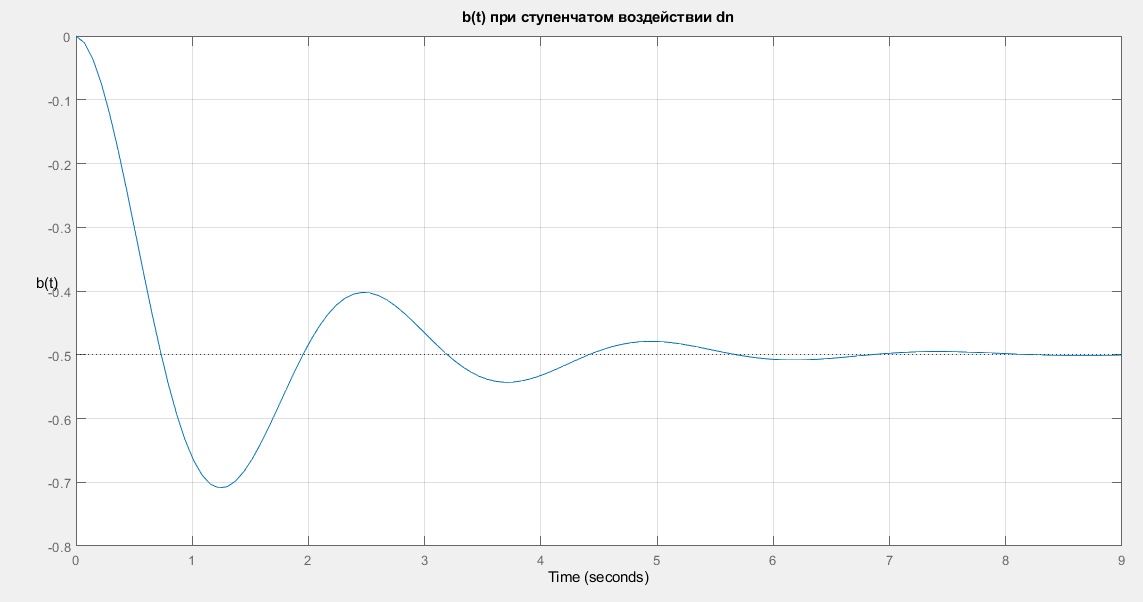 b(t) при ступенчатом воздействии dn
0
-0.1
-0.2
-0.3
b(t)
-0.4
-0.5
-0.6
-0.7
-0.8
0 1 2 3 4 5 6 7 8 9
Time (seconds)